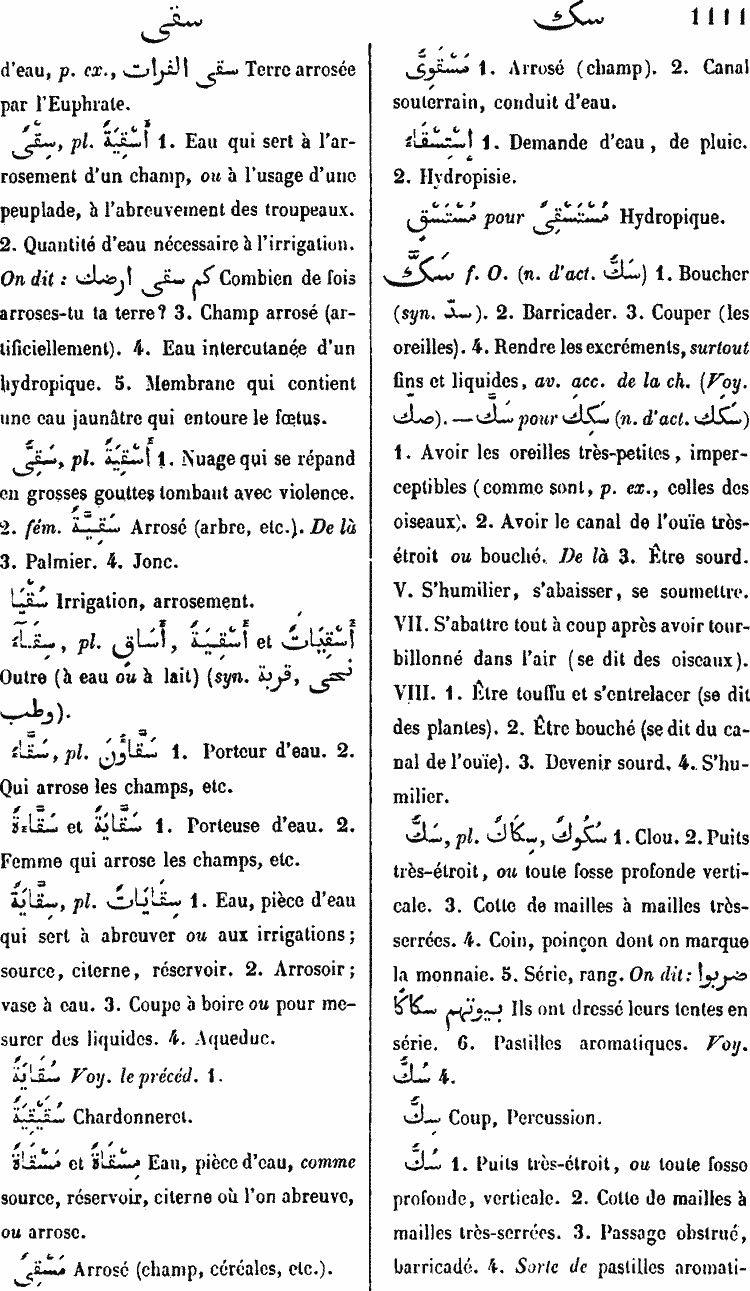 سقى
سكّ 1111
d'eau, p. ex., سقى الفرات Terre arrosée
par l'Euphrate.
سِقْىٌ, pl. أَسْقِيَةٌ 1. Eau qui sert à l'ar-
rosement d'un champ, ou à l'usage d'une
peuplade, à l'abreuvement des troupeaux.
2. Quantité d'eau nécessaire à l'irrigation.
On dit : كم سقى ارضك Combien de fois
arroses-tu ta terre? 3. Champ arrosé (ar-
tificiellement). 4. Eau intercutanée d'un
hydropique. 5. Membrane qui contient
une eau jaunâtre qui entoure le fœtus.
سَقِىٌّ, pl. أَسْقِيَةٌ 1. Nuage qui se répand
en grosses gouttes tombant avec violence.
2. fém. سَقِيَّةٌ Arrosé (arbre, etc.). De là
3. Palmier. 4. Jonc.
سُقْيَا Irrigation, arrosement.
سِقَاءٌ, pl. أَسَاقٍ, أَسْقِيَةٌ et أَسْقِيَاتٌ
Outre (à eau ou à lait) (syn. نحى, قربة,
وطب).
سَقَّاءٌ, pl. سَقَّاؤُنَ 1. Porteur d'eau. 2.
Qui arrose les champs, etc.
سَقَّاءَةٌ et سَقَّايَةٌ 1. Porteuse d'eau. 2.
Femme qui arrose les champs, etc.
سِقَايَةٌ, pl. سِقَايَاتٌ 1. Eau, pièce d'eau
qui sert à abreuver ou aux irrigations;
source, citerne, réservoir. 2. Arrosoir;
vase à eau. 3. Coupe à boire ou pour me-
surer des liquides. 4. Aqueduc.
سُقَايَةٌ Voy. le précéd. 1.
سُقَيْقِيَةٌ Chardonneret.
مَسْقَاةٌ et مِسْقَاةٌ Eau, pièce d'eau, comme
source, réservoir, citerne où l'on abreuve,
ou arrose.
مَسْقِىٌّ Arrosé (champ, céréales, etc.).
مَسْقَوِىٌّ 1. Arrosé (champ). 2. Canal
souterrain, conduit d'eau.
إِسْتِسْقَاءٌ 1. Demande d'eau, de pluie.
2. Hydropisie.
مُسْتَسْقٍ pour مُسْتَسْقِىٌ Hydropique.
سَكَّ f. O. (n. d'act. سَكٌّ) 1. Boucher
(syn. سدّ). 2. Barricader. 3. Couper (les
oreilles). 4. Rendre les excréments, surtout
fins et liquides, av. acc. de la ch. (Voy.
صكّ). — سَكَّ pour سَكِكَ (n. d'act. سَكَكٌ)
1. Avoir les oreilles très-petites, imper-
ceptibles (comme sont, p. ex., celles des
oiseaux). 2. Avoir le canal de l'ouïe très-
étroit ou bouché. De là 3. Être sourd.
V. S'humilier, s'abaisser, se soumettre.
VII. S'abattre tout à coup après avoir tour-
billonné dans l'air (se dit des oiseaux).
VIII. 1. Être touffu et s'entrelacer (se dit
des plantes). 2. Être bouché (se dit du ca-
nal de l'ouïe). 3. Devenir sourd. 4. S'hu-
milier.
سَكٌّ, pl. سِكَاكٌ, سُكُوكٌ 1. Clou. 2. Puits
très-étroit, ou toute fosse profonde verti-
cale. 3. Cotte de mailles à mailles très-
serrées. 4. Coin, poinçon dont on marque
la monnaie. 5. Série, rang. On dit: ضربوا
بيوتهم سكاكًا Ils ont dressé leurs tentes en
série. 6. Pastilles aromatiques. Voy.
سُكٌّ 4.
سَكٌّ Coup, Percussion.
سُكٌّ 1. Puits très-étroit, ou toute fosse
profonde, verticale. 2. Cotte de mailles à
mailles très-serrées. 3. Passage obstrué,
barricadé. 4. Sorte de pastilles aromati-